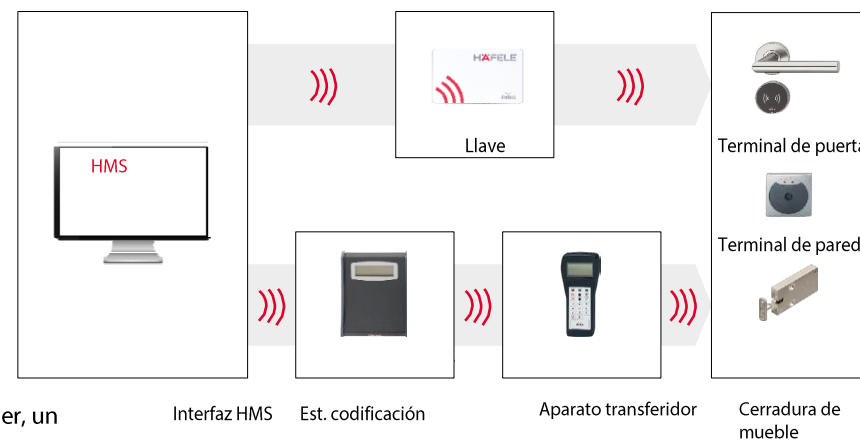 HÄFELE
Llave
HMS
Terminal de puerta
Terminal de pared
er, un
Interfaz HMS
Est. codificación
Aparato transferidor
Cerradura de
mueble